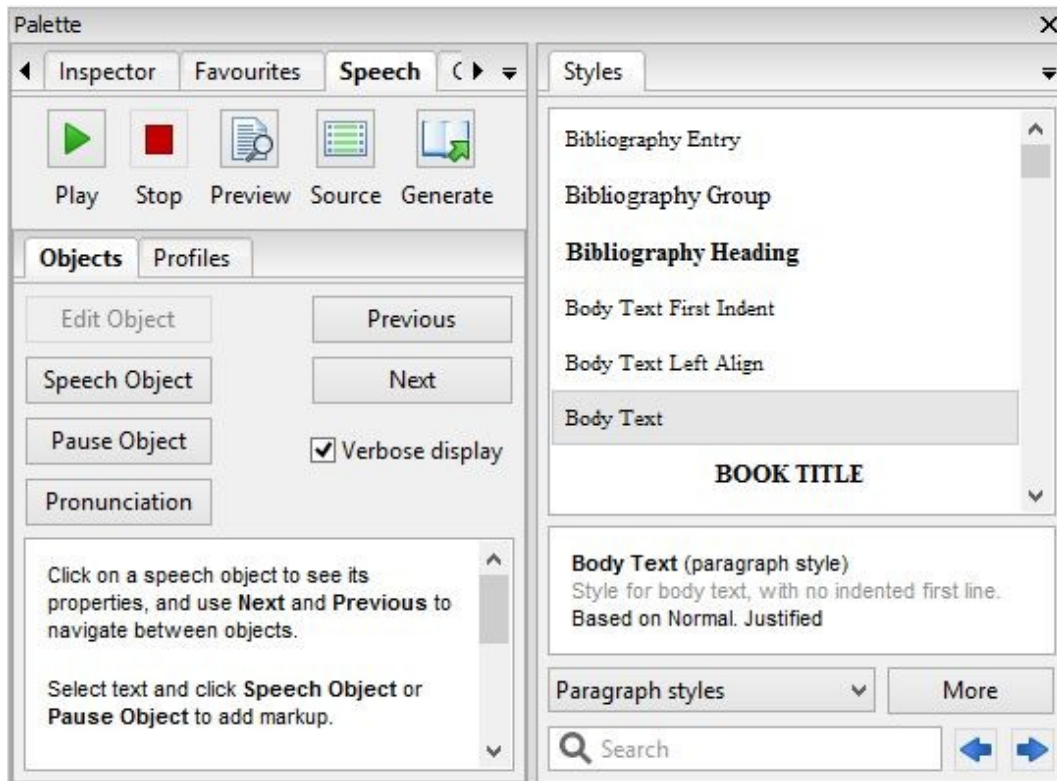 Palette
Inspector Favourites Speech
Play Stop Preview Source Generate
Objects Profiles
Edit Object Previous
Speech Object Next
Pause Object Verbose display
Pronunciation
Click on a speech object to see its
properties, and use Next and Previous to
navigate between objects.
Select text and click Speech Object or
Pause Object to add markup.
Styles
Bibliography Entry
Bibliography Group
Bibliography Heading
Body Text First Indent
Body Text Left Align
Body Text
BOOK TITLE
Body Text (paragraph style)
Style for body text, with no indented first line.
Based on Normal. Justified
Paragraph styles More
Search